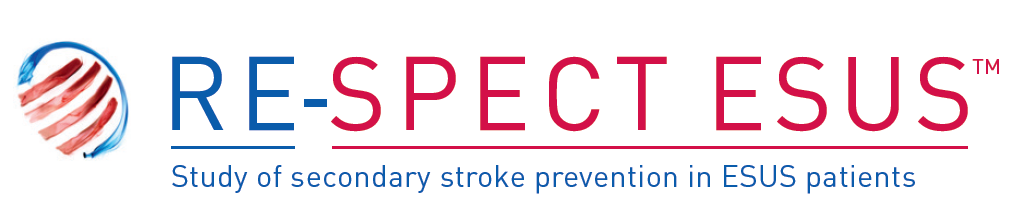 RE-SPECT ESUS™
Study of secondary stroke prevention in ESUS patients